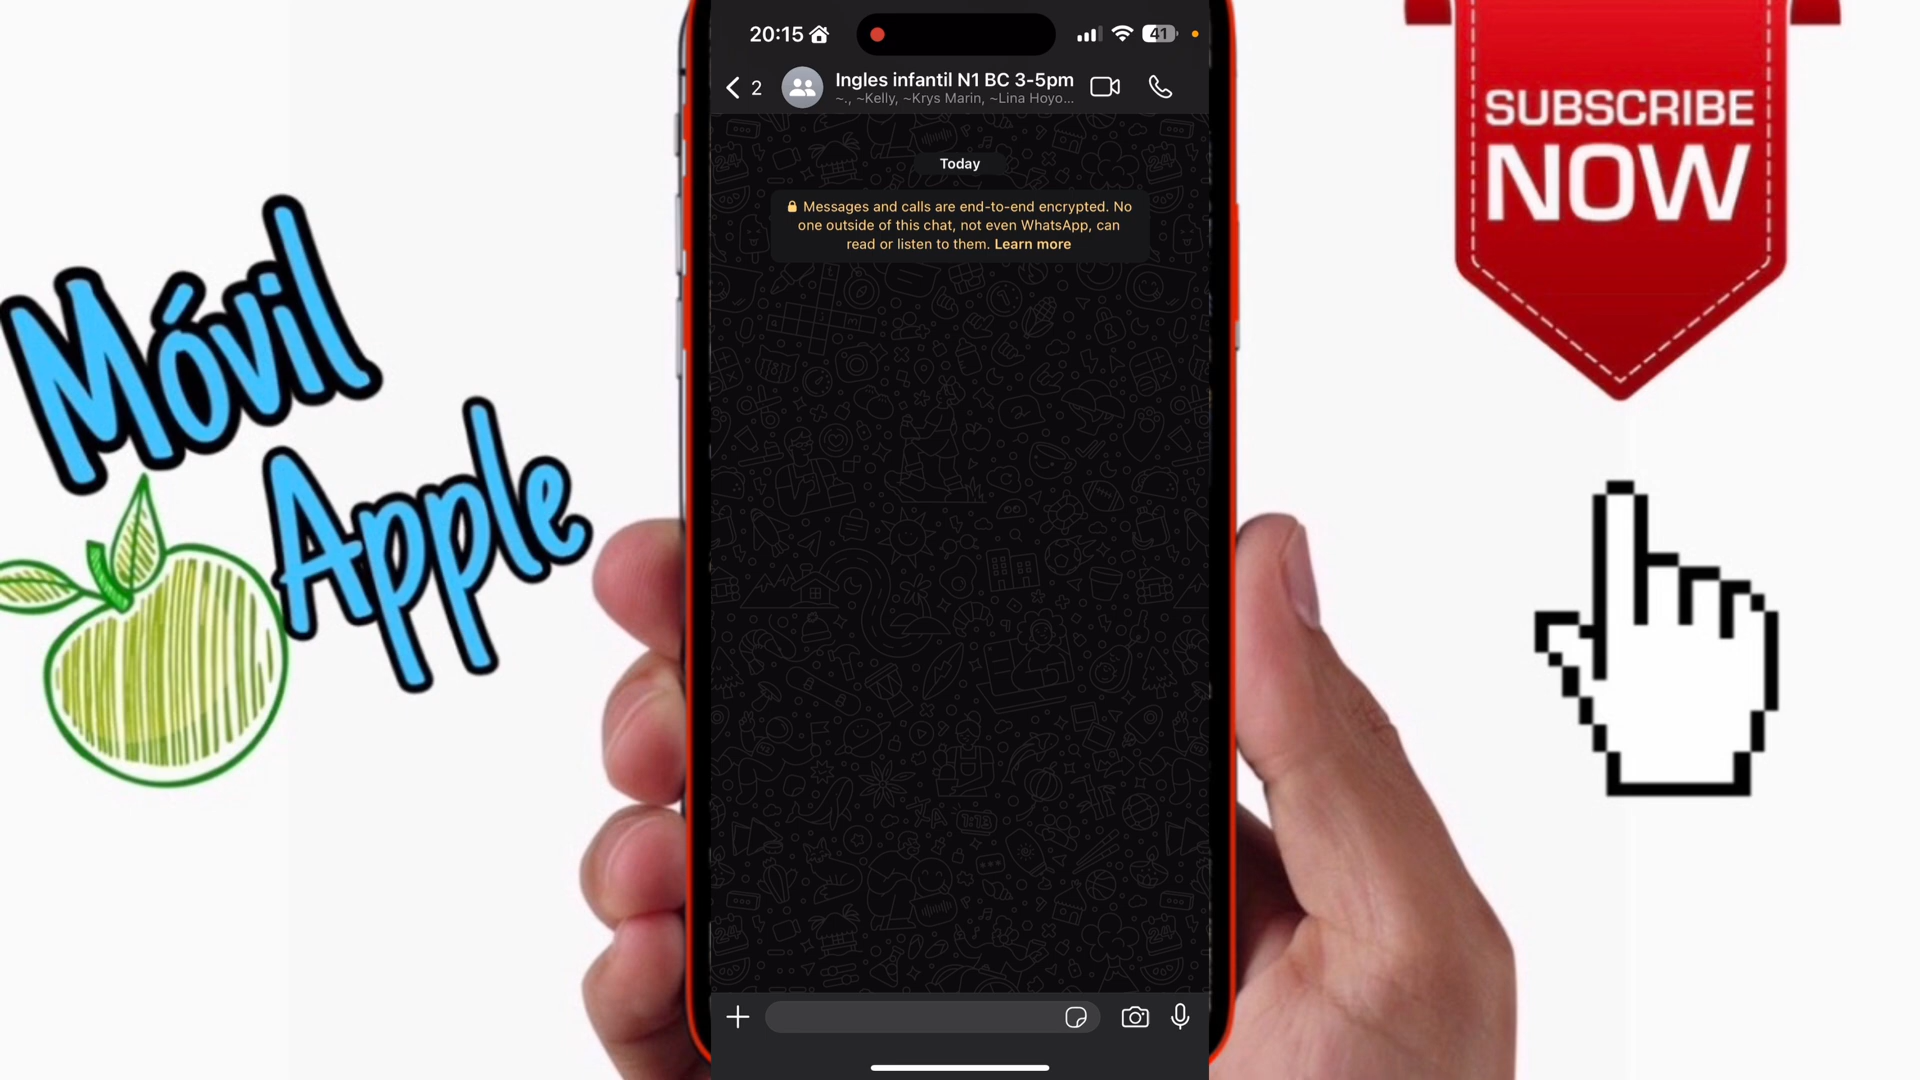 20:15
41
2
Ingles infantil N1 BC 3-5pm
~., ~Kelly, ~Krys Marin, ~Lina Hoyo...
Today
Messages and calls are end-to-end encrypted. No
one outside of this chat, not even WhatsApp, can
read or listen to them. Learn more
Móvil
Apple
SUBSCRIBE
NOW